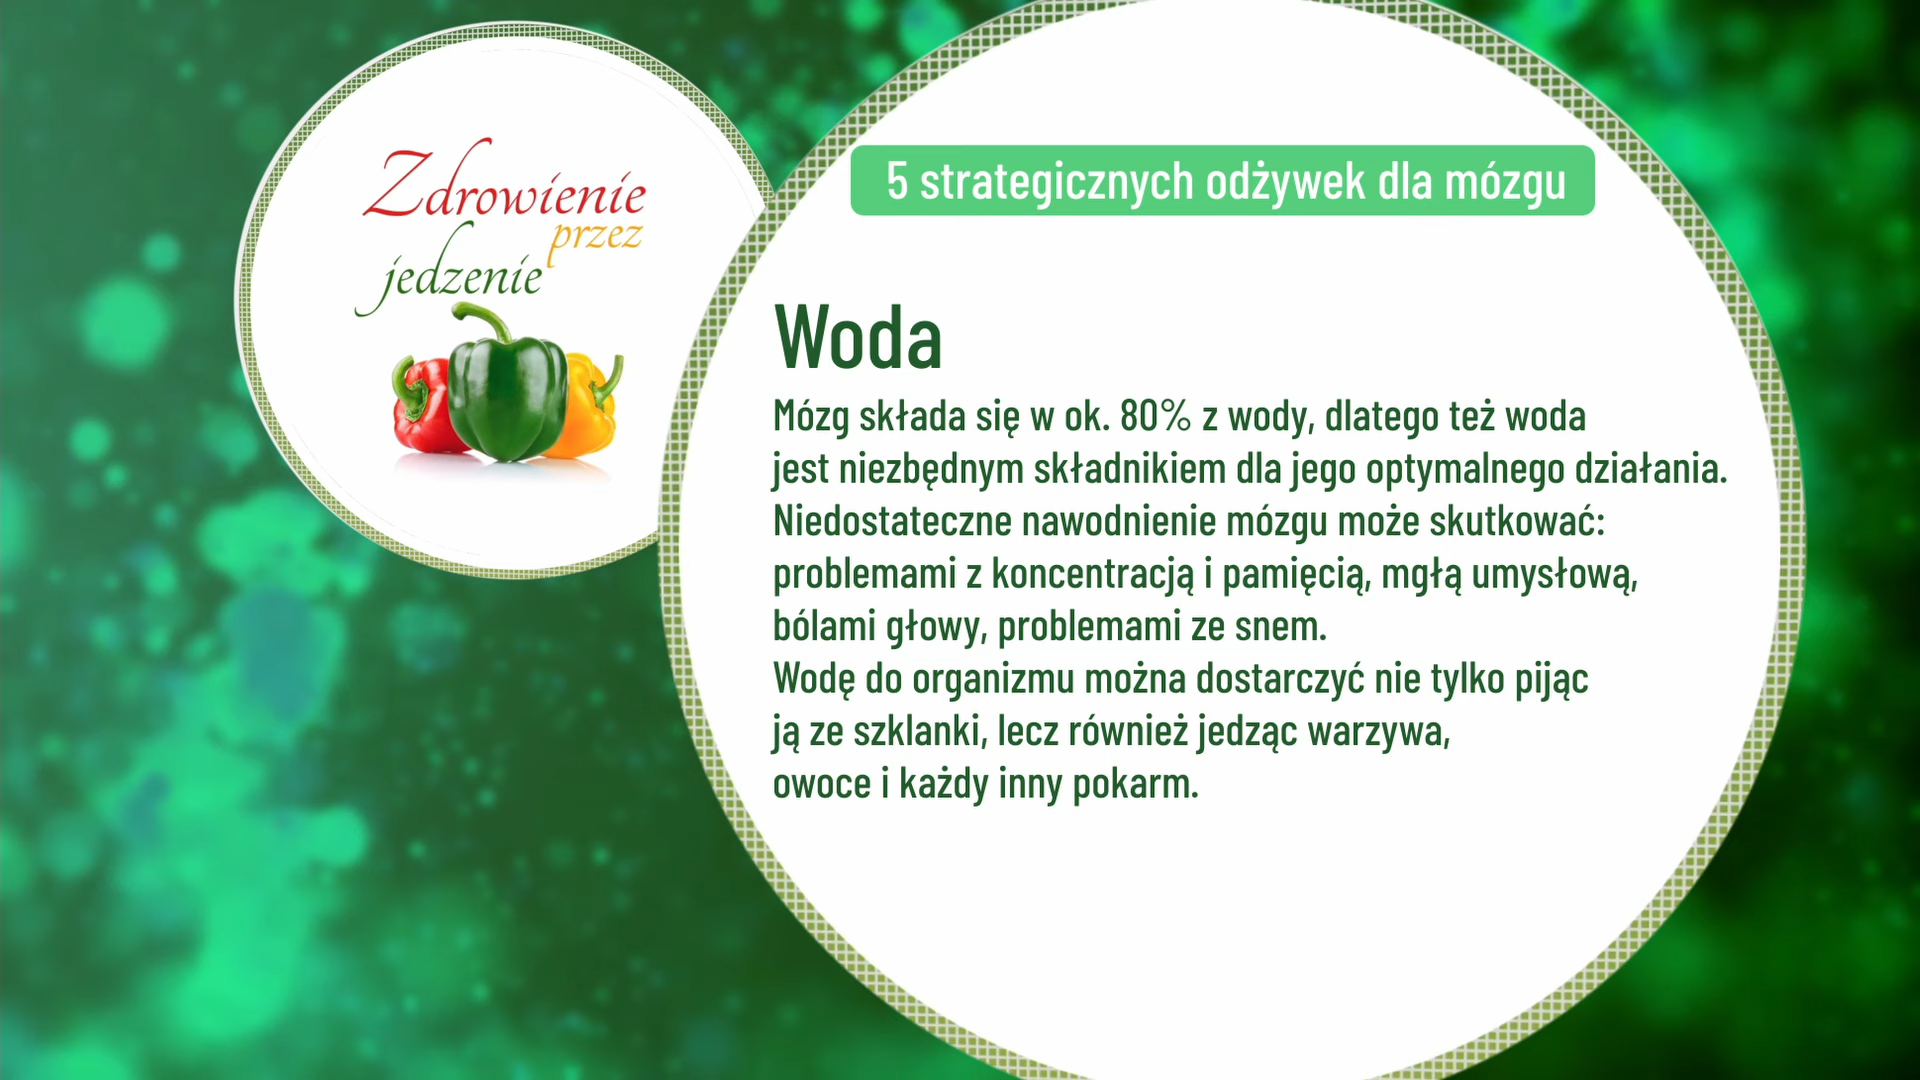 Zdrowienie
przez
jedzenie
5 strategicznych odżywek dla mózgu
Woda
Mózg składa się w ok. 80% z wody, dlatego też woda
jest niezbędnym składnikiem dla jego optymalnego działania.
Niedostateczne nawodnienie mózgu może skutkować:
problemami z koncentracją i pamięcią, mgłą umysłową,
bólami głowy, problemami ze snem.
Wodę do organizmu można dostarczyć nie tylko pijąc
ją ze szklanki, lecz również jedząc warzywa,
owoce i każdy inny pokarm.